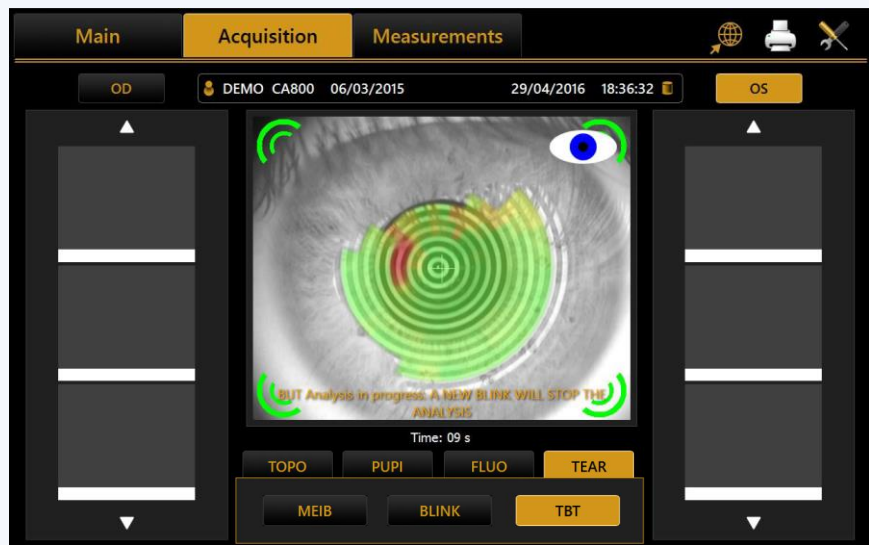 Main Acquisition Measurements
OD DEMO CA800 06/03/2015 29/04/2016 18:36:32 OS
BUT Analysis in progress: A NEW BLINK WILL STOP THE
ANALYSIS
Time: 09 s
TOPO PUPI FLUO TEAR
MEIB BLINK TBT